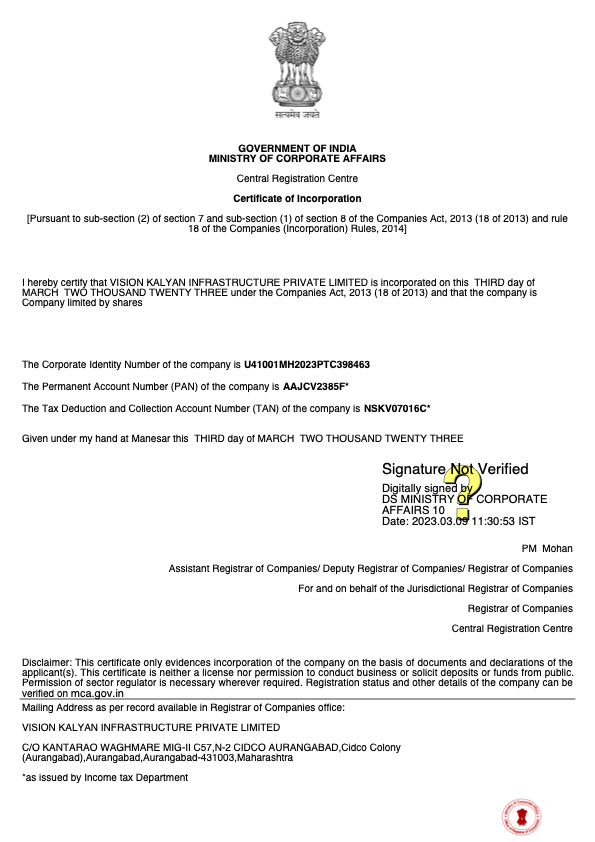 सत्यमेव जयते
GOVERNMENT OF INDIA
MINISTRY OF CORPORATE AFFAIRS
Central Registration Centre
Certificate of Incorporation
[Pursuant to sub-section (2) of section 7 and sub-section (1) of section 8 of the Companies Act, 2013 (18 of 2013) and rule
18 of the Companies (Incorporation) Rules, 2014]
I hereby certify that VISION KALYAN INFRASTRUCTURE PRIVATE LIMITED is incorporated on this THIRD day of
MARCH TWO THOUSAND TWENTY THREE under the Companies Act, 2013 (18 of 2013) and that the company is
Company limited by shares
The Corporate Identity Number of the company is U41001MH2023PTC398463
The Permanent Account Number (PAN) of the company is AAJCV2385F*
The Tax Deduction and Collection Account Number (TAN) of the company is NSKV07016C*
Given under my hand at Manesar this THIRD day of MARCH TWO THOUSAND TWENTY THREE
Signature Not Verified
Digitally signed by
DS MINISTRY OF CORPORATE
AFFAIRS 10
Date: 2023.03.09 11:30:53 IST
PM Mohan
Assistant Registrar of Companies/ Deputy Registrar of Companies/ Registrar of Companies
For and on behalf of the Jurisdictional Registrar of Companies
Registrar of Companies
Central Registration Centre
Disclaimer: This certificate only evidences incorporation of the company on the basis of documents and declarations of the
applicant(s). This certificate is neither a license nor permission to conduct business or solicit deposits or funds from public.
Permission of sector regulator is necessary wherever required. Registration status and other details of the company can be
verified on mca.gov.in
Mailing Address as per record available in Registrar of Companies office:
VISION KALYAN INFRASTRUCTURE PRIVATE LIMITED
C/O KANTARAO WAGHMARE MIG-II C57,N-2 CIDCO AURANGABAD,Cidco Colony
(Aurangabad),Aurangabad,Aurangabad-431003,Maharashtra
*as issued by Income tax Department